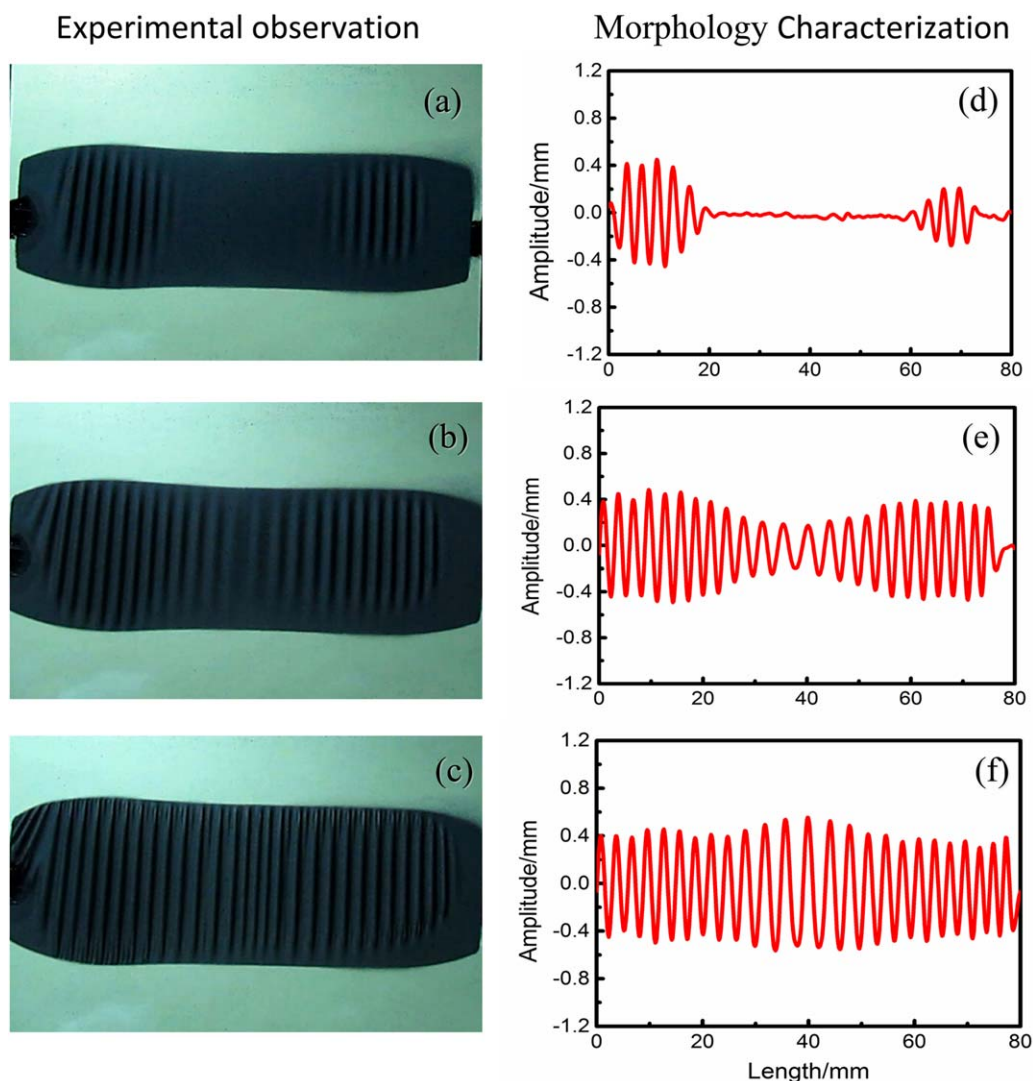 Experimental observation
Morphology Characterization
(a)
(d)
1.2
0.8
0.4
0.0
-0.4
-0.8
-1.2
Amplitude/mm
0 20 40 60 80
(b)
(e)
1.2
0.8
0.4
0.0
-0.4
-0.8
-1.2
Amplitude/mm
0 20 40 60 80
(c)
(f)
1.2
0.8
0.4
0.0
-0.4
-0.8
-1.2
Amplitude/mm
0 20 40 60 80
Length/mm